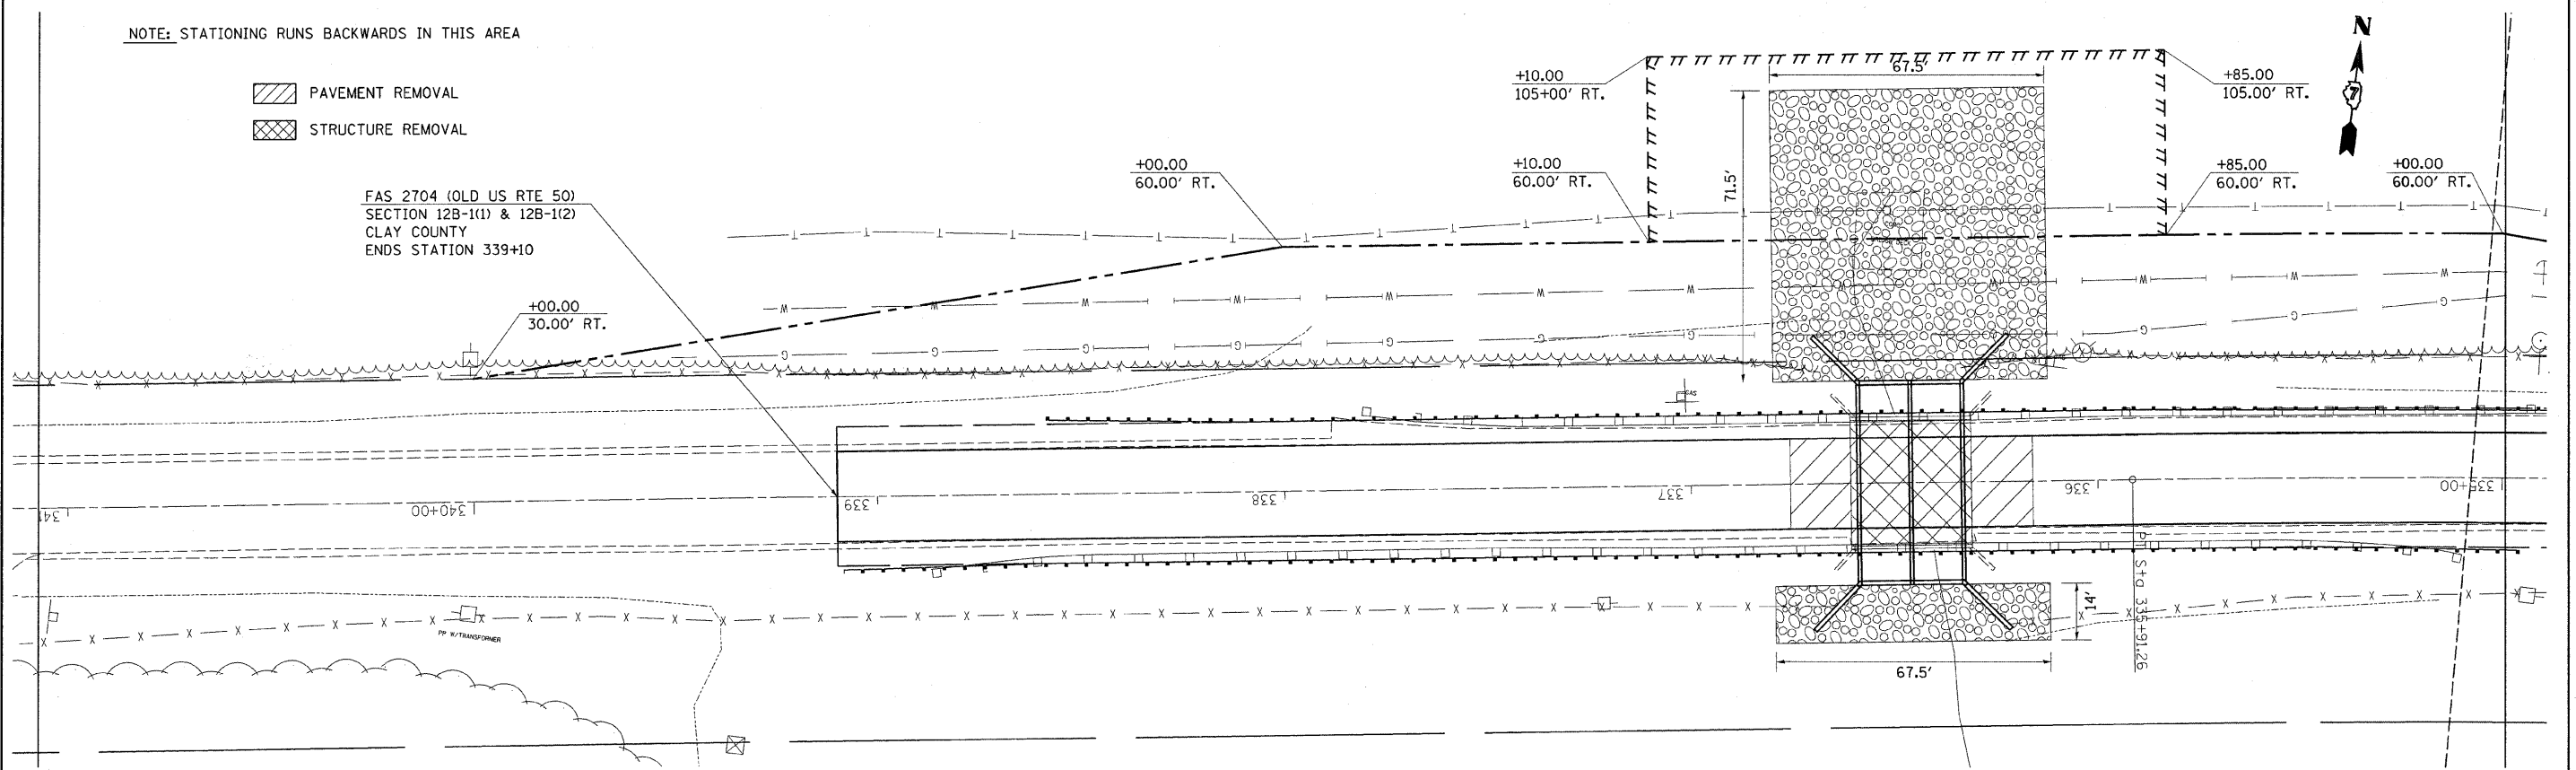 NOTE: STATIONING RUNS BACKWARDS IN THIS AREA
PAVEMENT REMOVAL
STRUCTURE REMOVAL
FAS 2704 (OLD US RTE 50)
SECTION 12B-1(1) & 12B-1(2)
CLAY COUNTY
ENDS STATION 339+10
+00.00
30.00' RT.
+00.00
60.00' RT.
+10.00
105+00' RT.
+10.00
60.00' RT.
67.5'
71.5'
+85.00
105.00' RT.
+85.00
60.00' RT.
+00.00
60.00' RT.
N
7
T T T T T T T T T T T T T T T T T T
W W W W W W W W W W W
G G G G G G G G G
GAS
341
340+00
339
338
337
336
335+00
PT Sta 335+91.26
14'
67.5'
PP W/TRANSFORMER